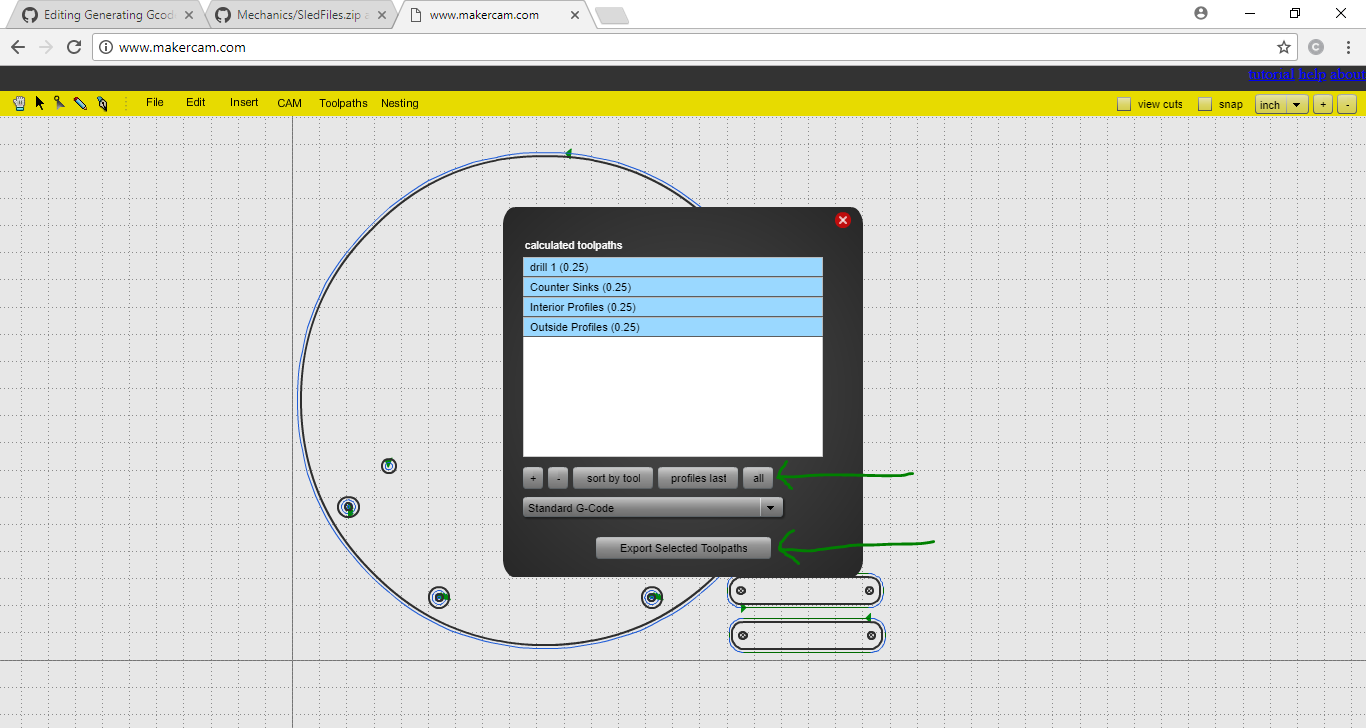 Editing Generating Gcod
Mechanics/SledFiles.zip a
www.makercam.com
www.makercam.com
C
tutorial help about
File Edit Insert CAM Toolpaths Nesting
view cuts snap inch + -
calculated toolpaths
drill 1 (0.25)
Counter Sinks (0.25)
Interior Profiles (0.25)
Outside Profiles (0.25)
+ - sort by tool profiles last all
Standard G-Code
Export Selected Toolpaths